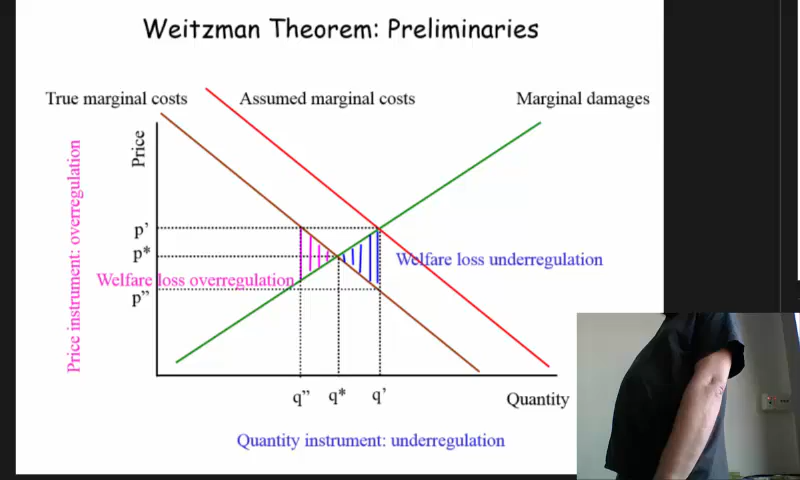 Weitzman Theorem: Preliminaries
True marginal costs
Assumed marginal costs
Marginal damages
Price instrument: overregulation
Price
p’
p*
Welfare loss underregulation
Welfare loss overregulation
p”
q”
q*
q’
Quantity
Quantity instrument: underregulation